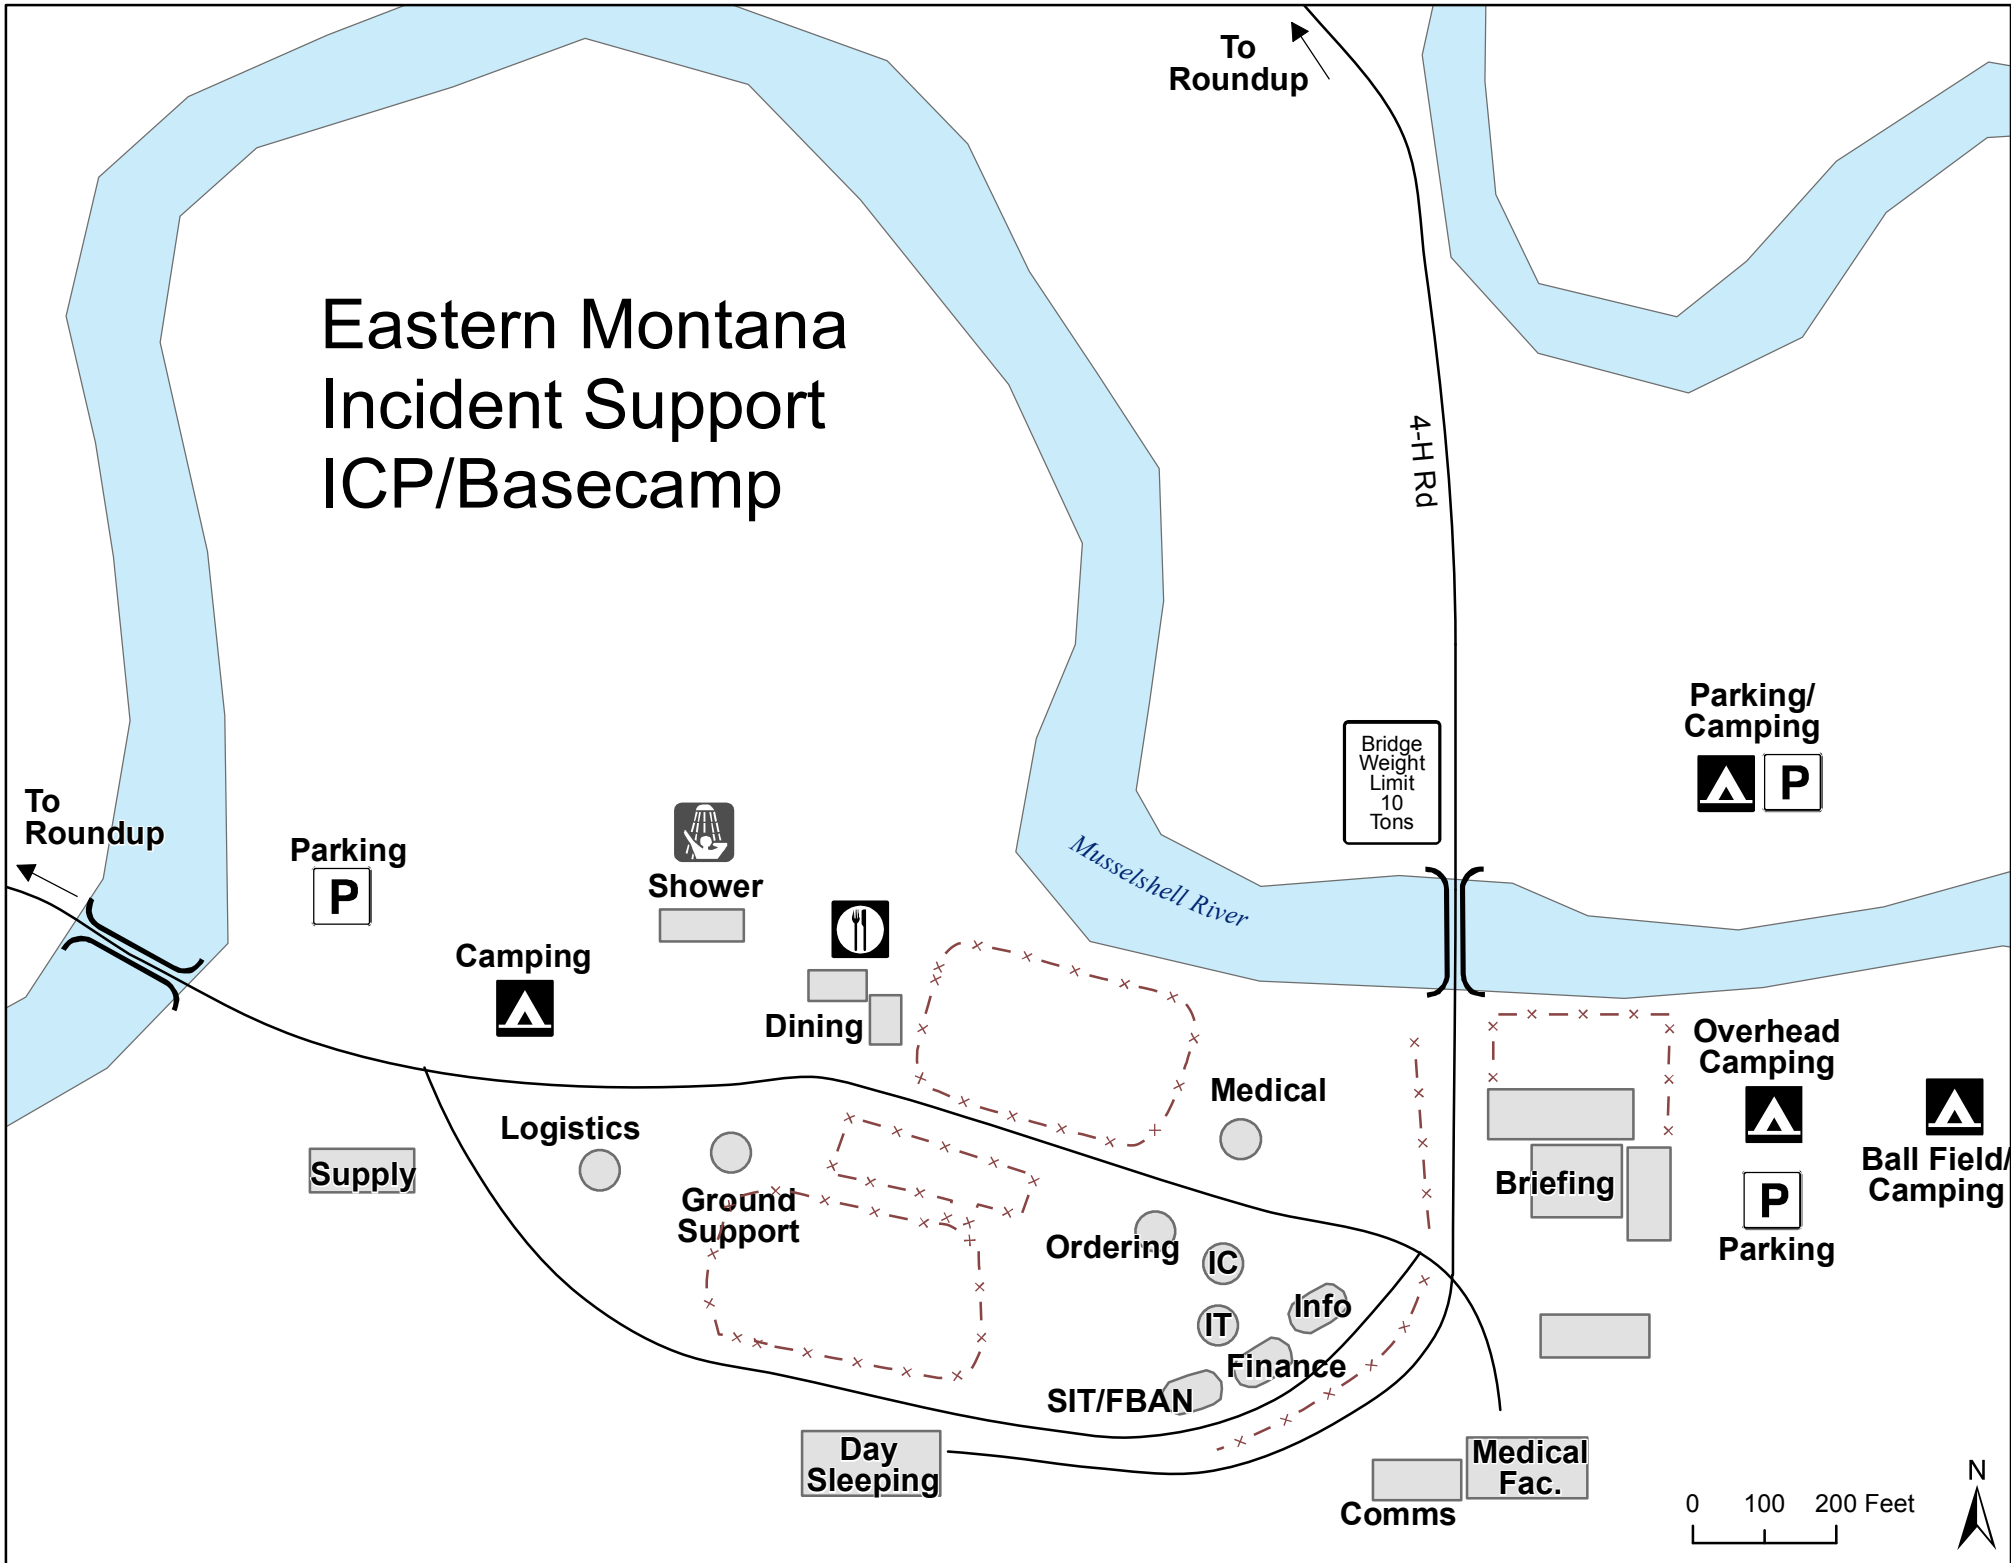 To
Roundup
Eastern Montana
Incident Support
ICP/Basecamp
4-H Rd
Parking/
Camping
P
Bridge
Weight
Limit
10
Tons
To
Roundup
Parking
P
Shower
Musselshell River
Camping
Dining
Overhead
Camping
Medical
Logistics
Supply
Ground
Support
Briefing
Ball Field/
Camping
P
Parking
Ordering
IC
Info
IT
Finance
SIT/FBAN
Day
Sleeping
Medical
Fac.
Comms
N
0 100 200 Feet